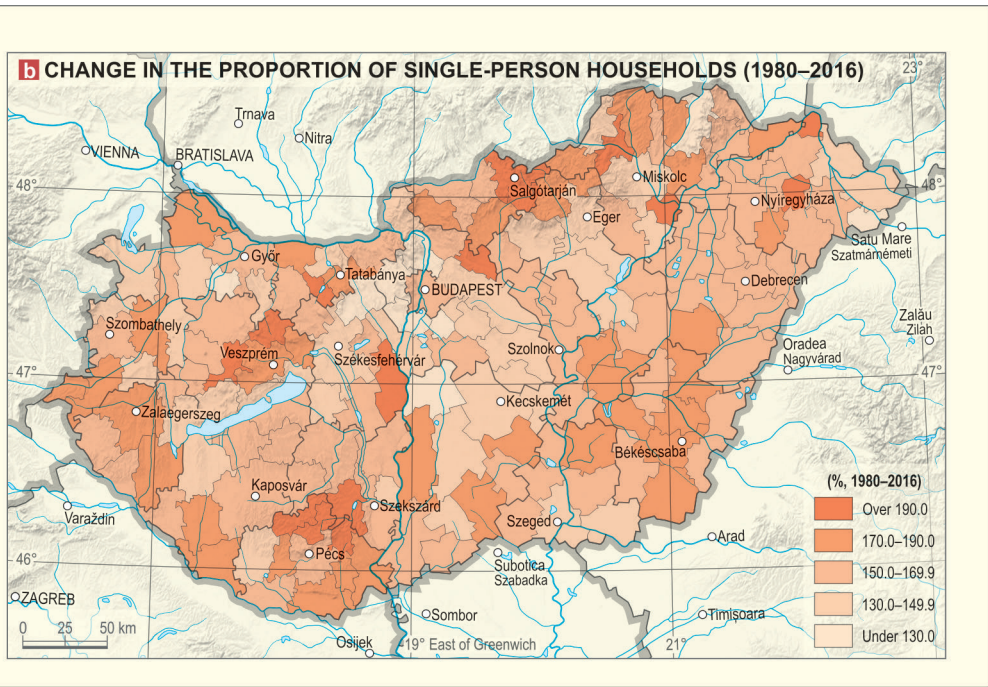 b CHANGE IN THE PROPORTION OF SINGLE-PERSON HOUSEHOLDS (1980–2016)
23°
Trnava
Nitra
VIENNA
BRATISLAVA
48°
Salgótarján
Miskolc
48°
Nyíregyháza
Eger
Satu Mare
Szatmárnémeti
Győr
Tatabánya
BUDAPEST
Debrecen
Szombathely
Zalău
Zilah
Veszprém
Székesfehérvár
Szolnok
Oradea
Nagyvárad
47°
47°
Zalaegerszeg
Kecskemét
Békéscsaba
Kaposvár
Szekszárd
Varaždin
Szeged
Arad
Pécs
46°
Subotica
Szabadka
ZAGREB
Sombor
Timișoara
0 25 50 km
Osijek
19° East of Greenwich
21°
(%, 1980–2016)
Over 190.0
170.0–190.0
150.0–169.9
130.0–149.9
Under 130.0